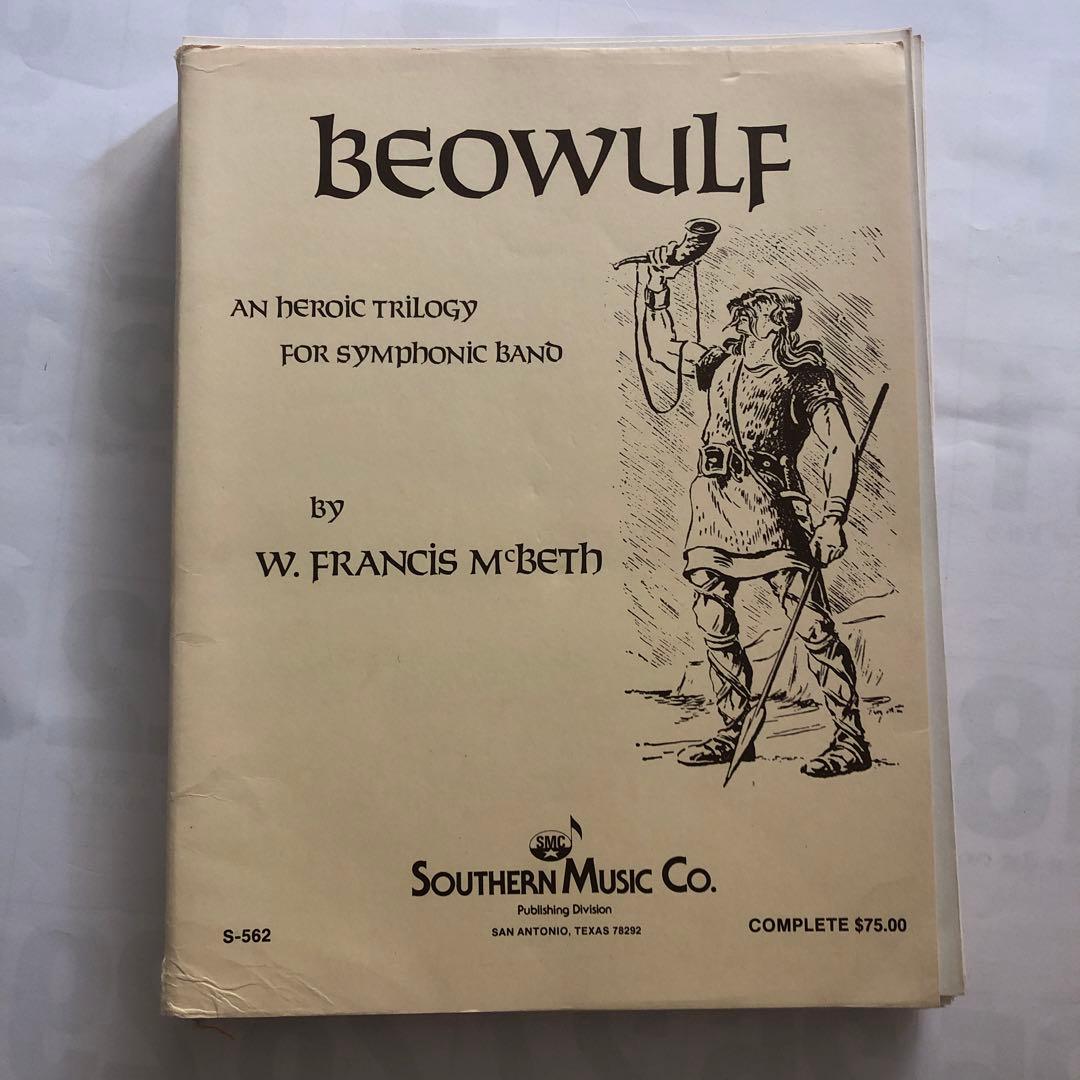 BEOWULF
AN HEROIC TRILOGY
FOR SYMPHONIC BAND
by
W. FRANCIS McBETH
SMC
SOUTHERN MUSIC CO.
Publishing Division
SAN ANTONIO, TEXAS 78292
S-562
COMPLETE $75.00
8